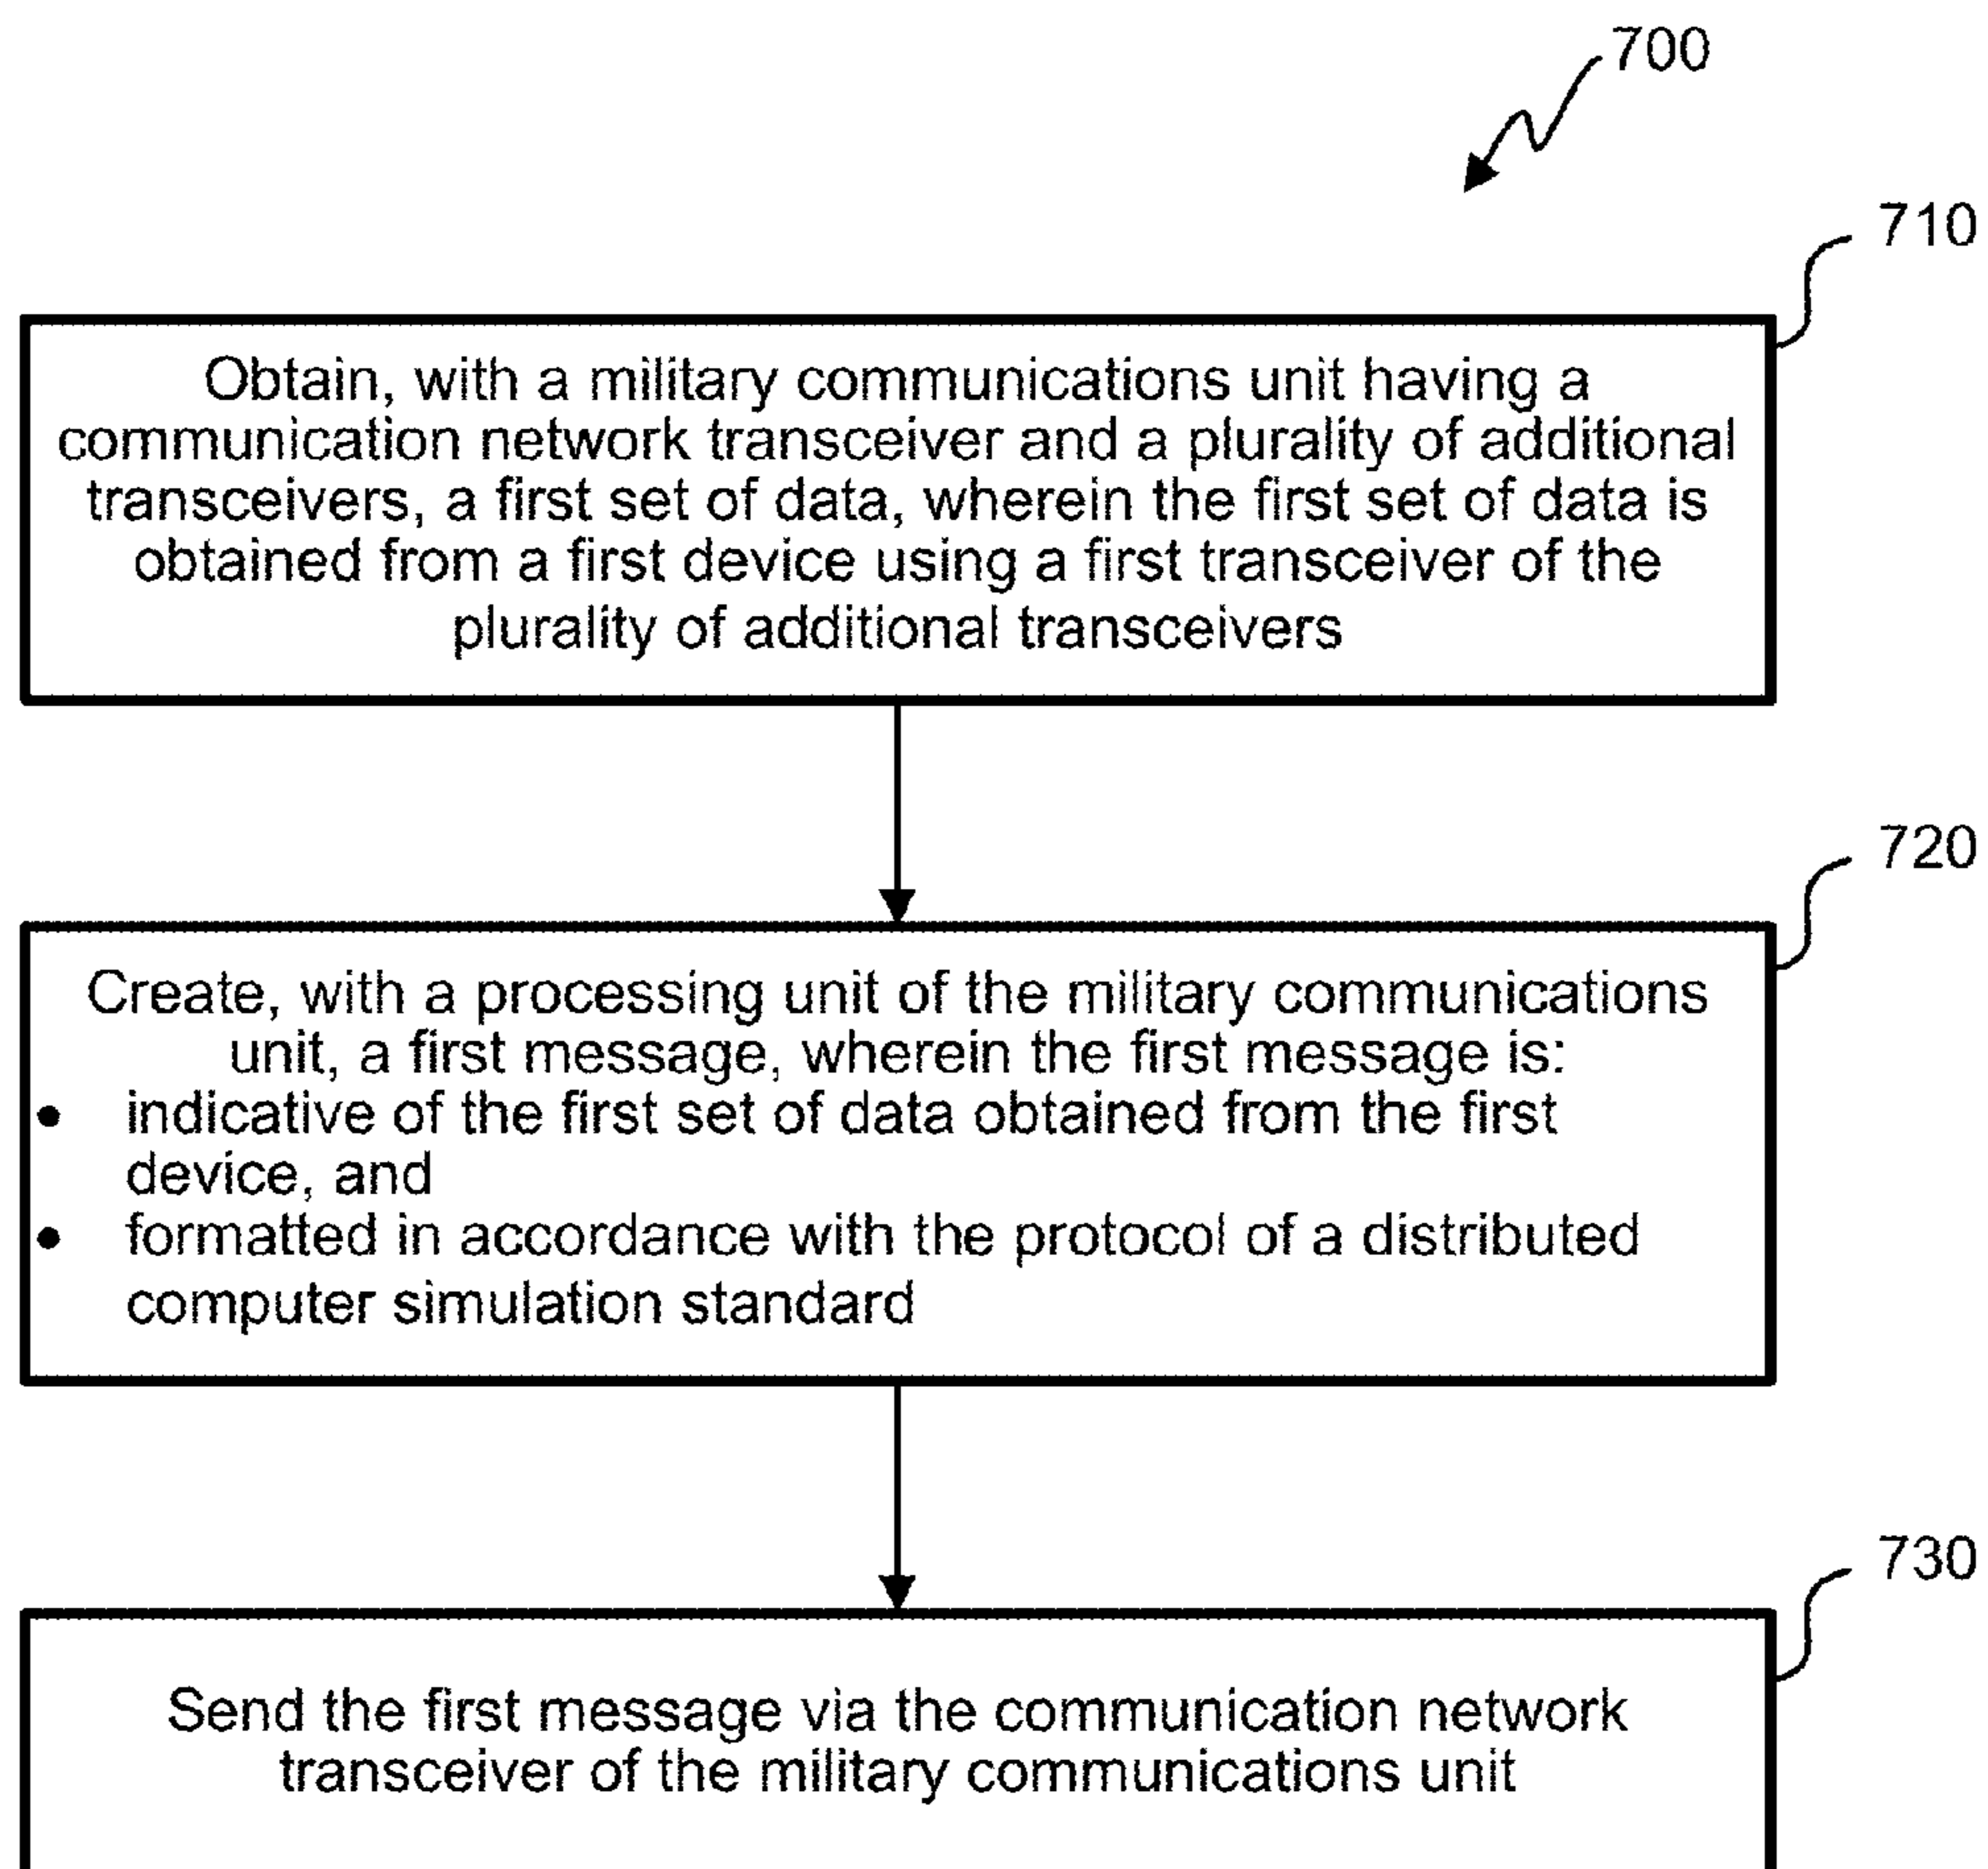 700
710
Obtain, with a military communications unit having a
communication network transceiver and a plurality of additional
transceivers, a first set of data, wherein the first set of data is
obtained from a first device using a first transceiver of the
plurality of additional transceivers
720
Create, with a processing unit of the military communications
unit, a first message, wherein the first message is:
• indicative of the first set of data obtained from the first
device, and
• formatted in accordance with the protocol of a distributed
computer simulation standard
730
Send the first message via the communication network
transceiver of the military communications unit